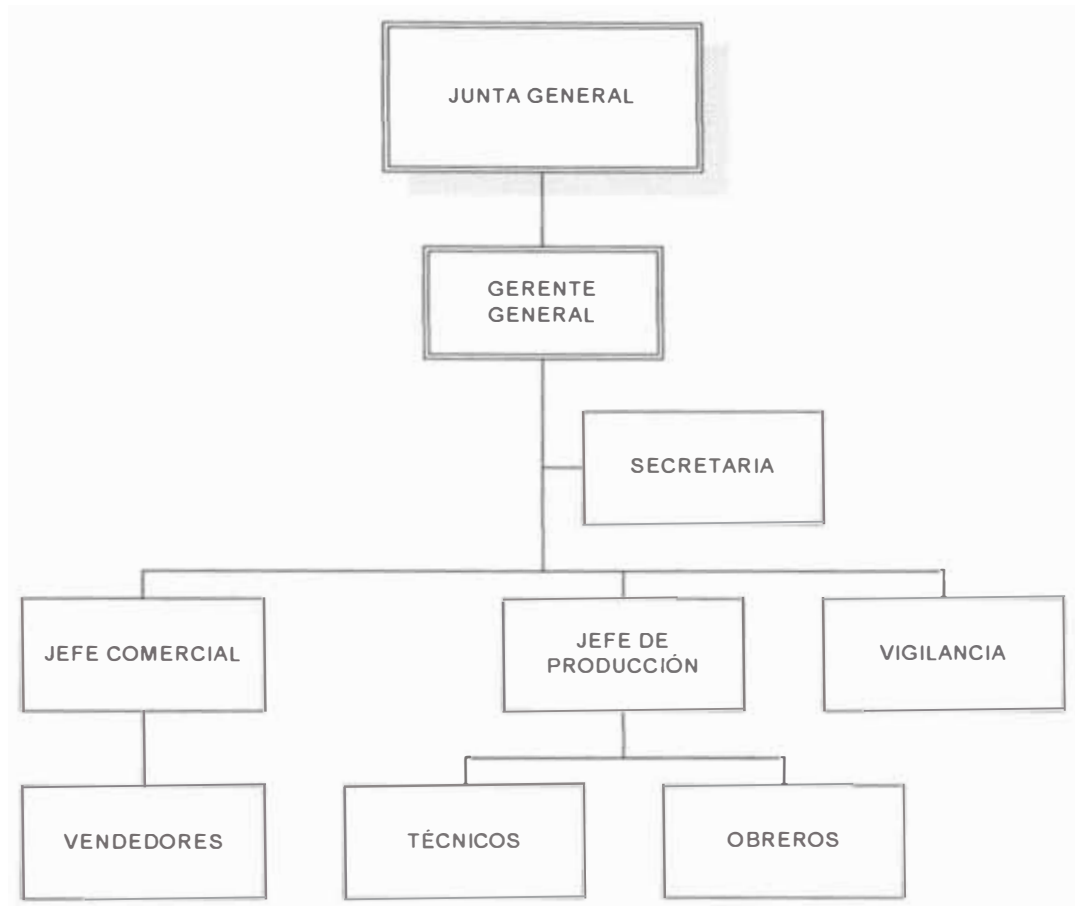 JUNTA GENERAL
GERENTE
GENERAL
SECRETARIA
JEFE COMERCIAL
JEFE DE
PRODUCCIÓN
VIGILANCIA
VENDEDORES
TÉCNICOS
OBREROS